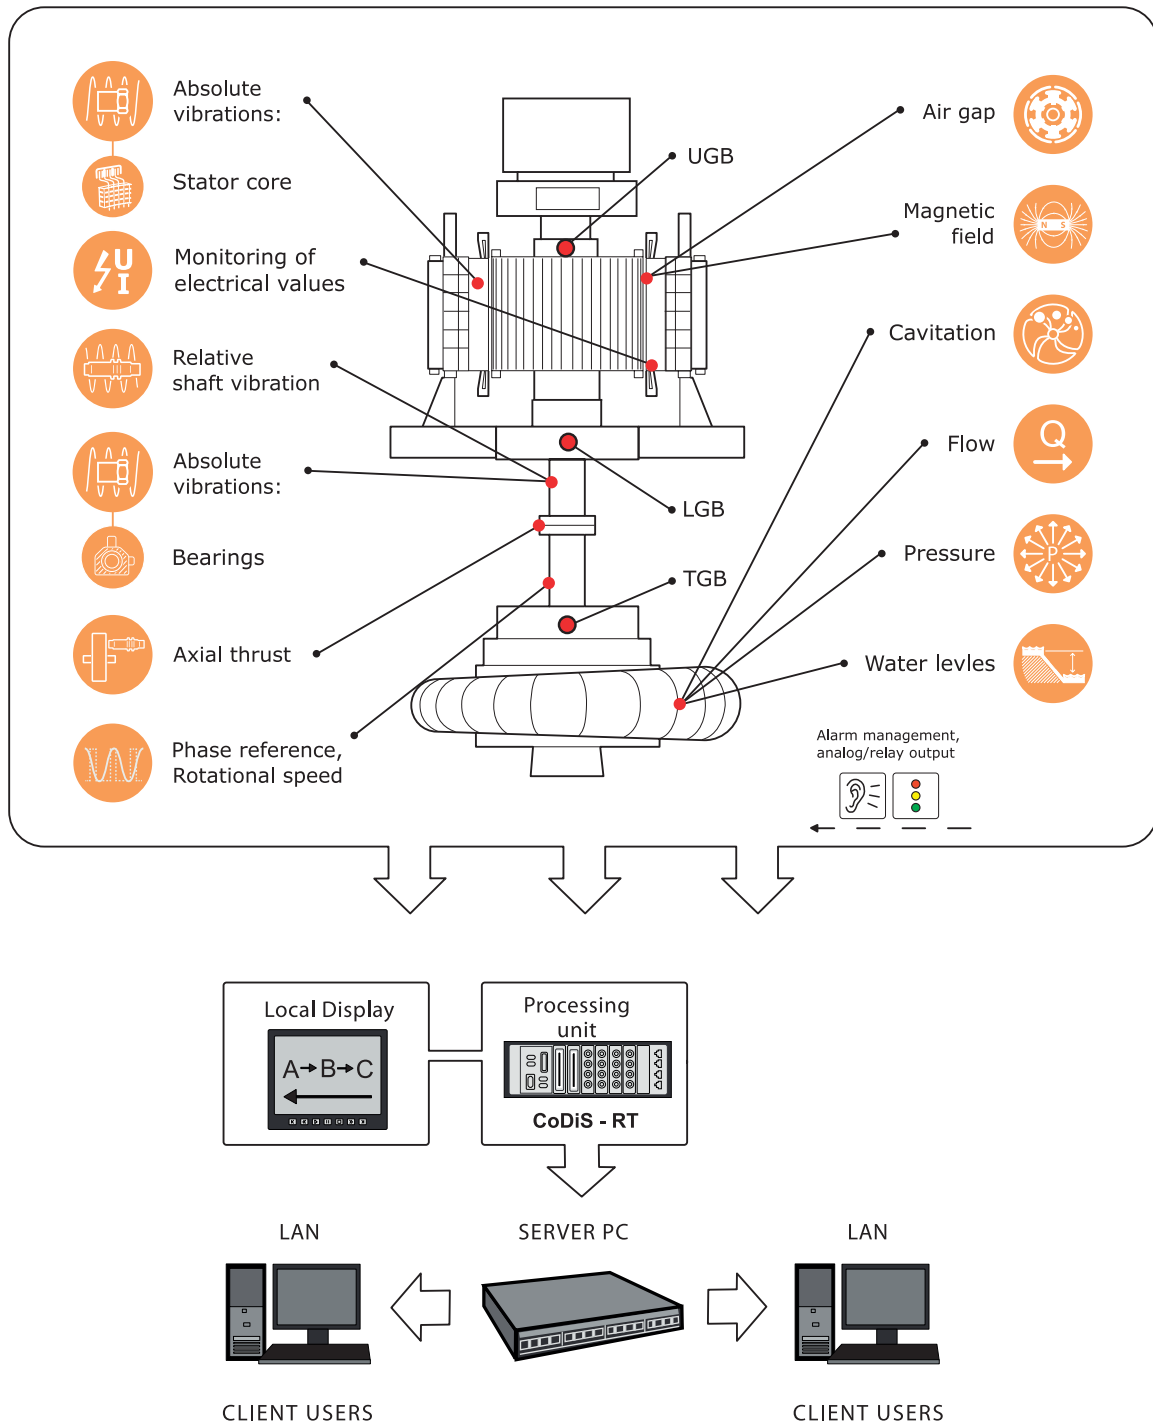 Absolute
vibrations:
Stator core
Monitoring of
electrical values
U
I
Relative
shaft vibration
Absolute
vibrations:
Bearings
Axial thrust
Phase reference,
Rotational speed
UGB
LGB
TGB
Air gap
Magnetic
field
N S
Cavitation
Flow
Q
Pressure
P
Water levles
Alarm management,
analog/relay output
Local Display
A→B→C
Processing
unit
CoDiS - RT
LAN
SERVER PC
LAN
CLIENT USERS
CLIENT USERS